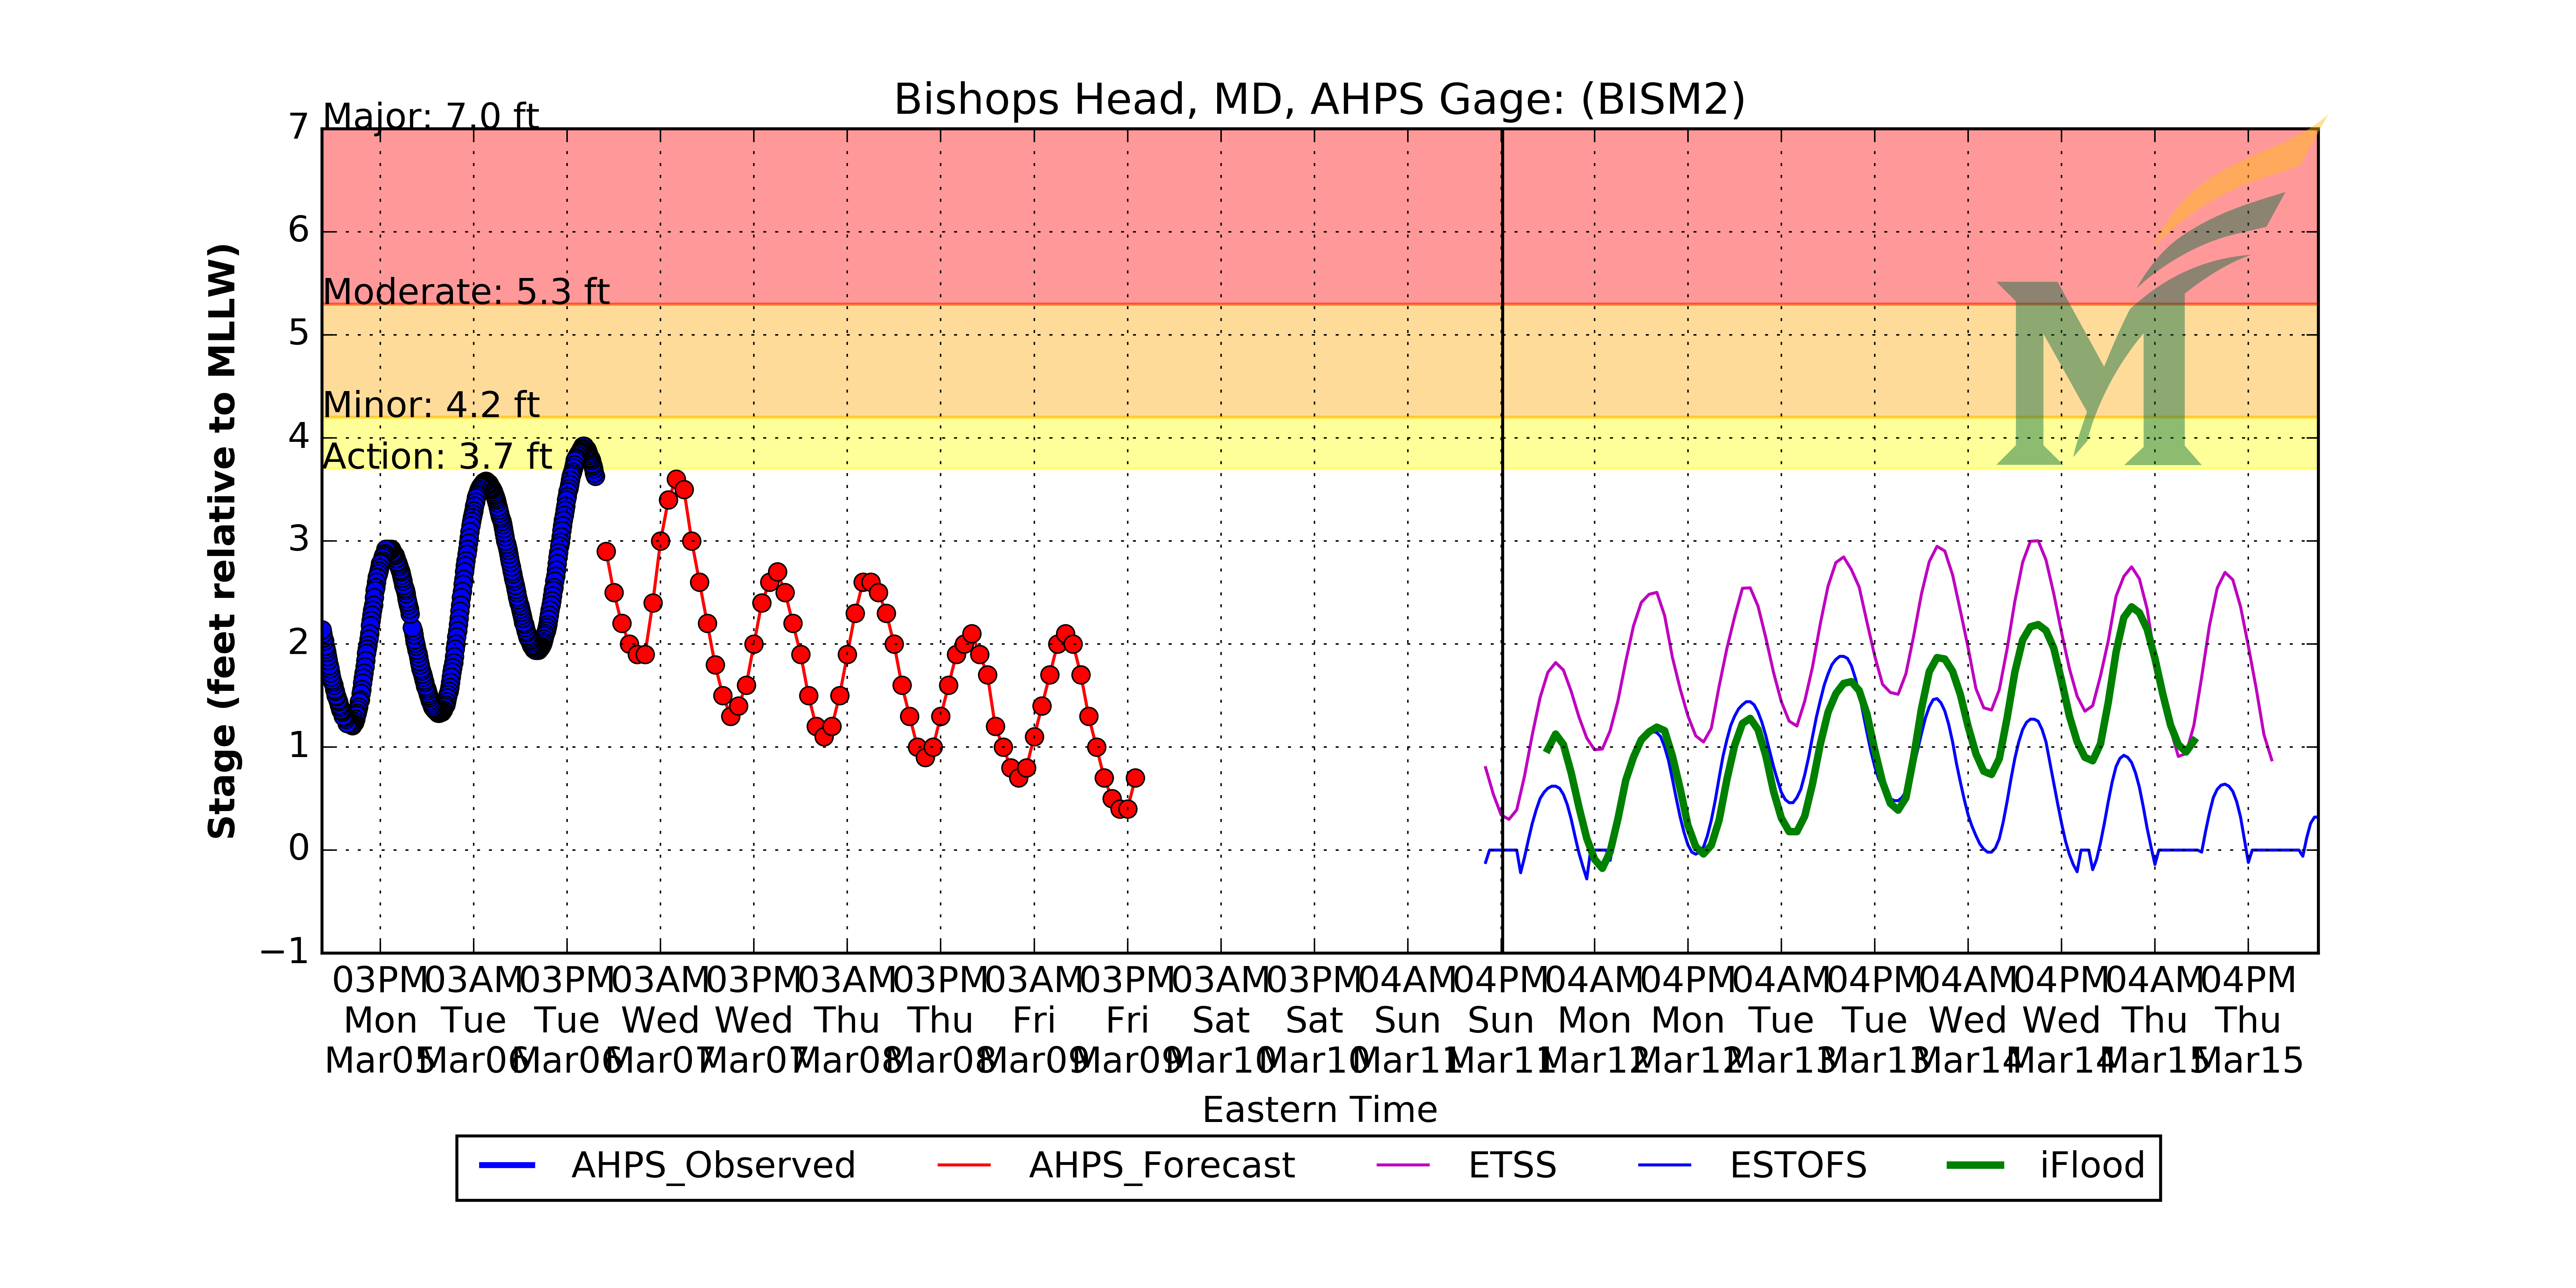 Bishops Head, MD, AHPS Gage: (BISM2)
Major: 7.0 ft
Moderate: 5.3 ft
Minor: 4.2 ft
Action: 3.7 ft
7
6
5
4
3
2
1
0
−1
Stage (feet relative to MLLW)
03PM 03AM 03PM 03AM 03PM 03AM 03PM 03AM 03PM 03AM 03PM 04AM 04PM 04AM 04PM 04AM 04PM 04AM 04PM 04AM 04PM
Mon Tue Tue Wed Wed Thu Thu Fri Fri Sat Sat Sun Sun Mon Mon Tue Tue Wed Wed Thu Thu
Mar05 Mar06 Mar06 Mar07 Mar07 Mar08 Mar08 Mar09 Mar09 Mar10 Mar10 Mar11 Mar11 Mar12 Mar12 Mar13 Mar13 Mar14 Mar14 Mar15 Mar15
Eastern Time
AHPS_Observed AHPS_Forecast ETSS ESTOFS iFlood